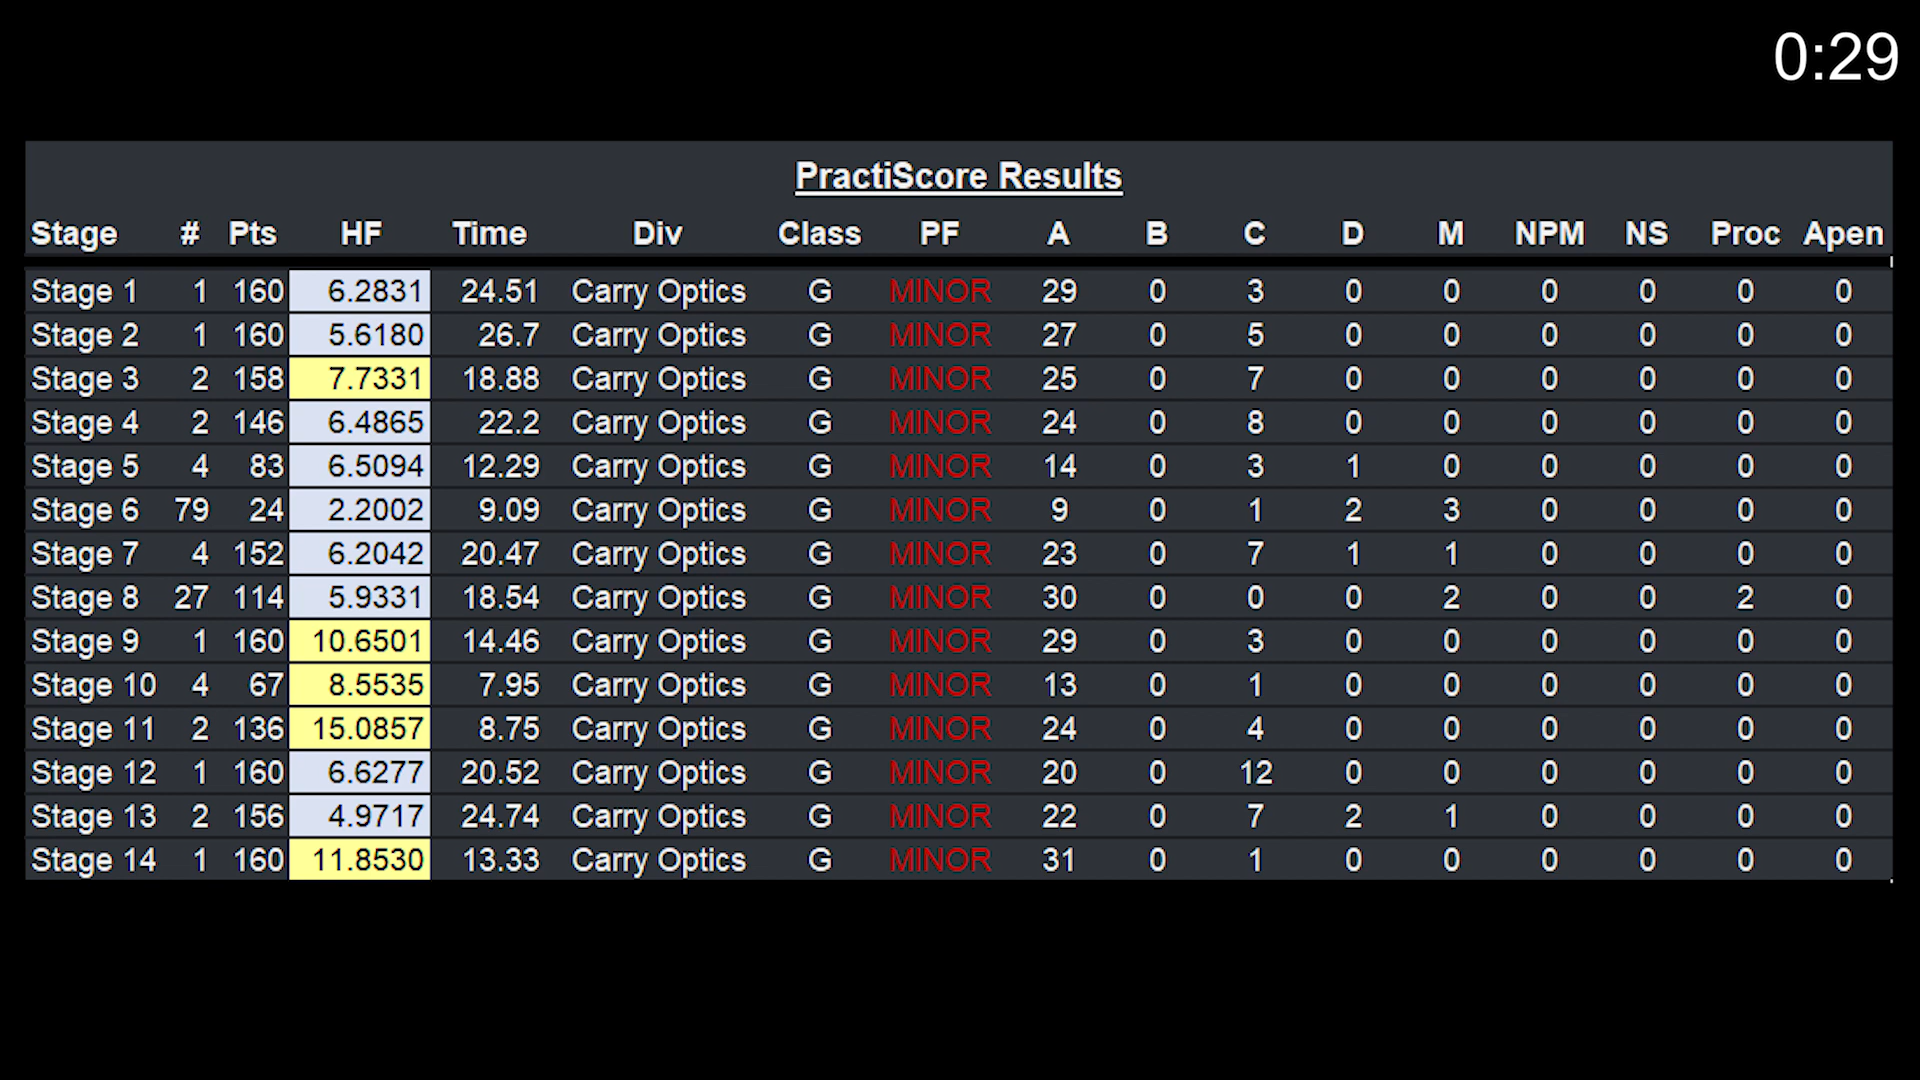 0:29
PractiScore Results
Stage # Pts HF Time Div Class PF A B C D M NPM NS Proc Apen
Stage 1 1 160 6.2831 24.51 Carry Optics G MINOR 29 0 3 0 0 0 0 0 0
Stage 2 1 160 5.6180 26.7 Carry Optics G MINOR 27 0 5 0 0 0 0 0 0
Stage 3 2 158 7.7331 18.88 Carry Optics G MINOR 25 0 7 0 0 0 0 0 0
Stage 4 2 146 6.4865 22.2 Carry Optics G MINOR 24 0 8 0 0 0 0 0 0
Stage 5 4 83 6.5094 12.29 Carry Optics G MINOR 14 0 3 1 0 0 0 0 0
Stage 6 79 24 2.2002 9.09 Carry Optics G MINOR 9 0 1 2 3 0 0 0 0
Stage 7 4 152 6.2042 20.47 Carry Optics G MINOR 23 0 7 1 1 0 0 0 0
Stage 8 27 114 5.9331 18.54 Carry Optics G MINOR 30 0 0 0 2 0 0 2 0
Stage 9 1 160 10.6501 14.46 Carry Optics G MINOR 29 0 3 0 0 0 0 0 0
Stage 10 4 67 8.5535 7.95 Carry Optics G MINOR 13 0 1 0 0 0 0 0 0
Stage 11 2 136 15.0857 8.75 Carry Optics G MINOR 24 0 4 0 0 0 0 0 0
Stage 12 1 160 6.6277 20.52 Carry Optics G MINOR 20 0 12 0 0 0 0 0 0
Stage 13 2 156 4.9717 24.74 Carry Optics G MINOR 22 0 7 2 1 0 0 0 0
Stage 14 1 160 11.8530 13.33 Carry Optics G MINOR 31 0 1 0 0 0 0 0 0